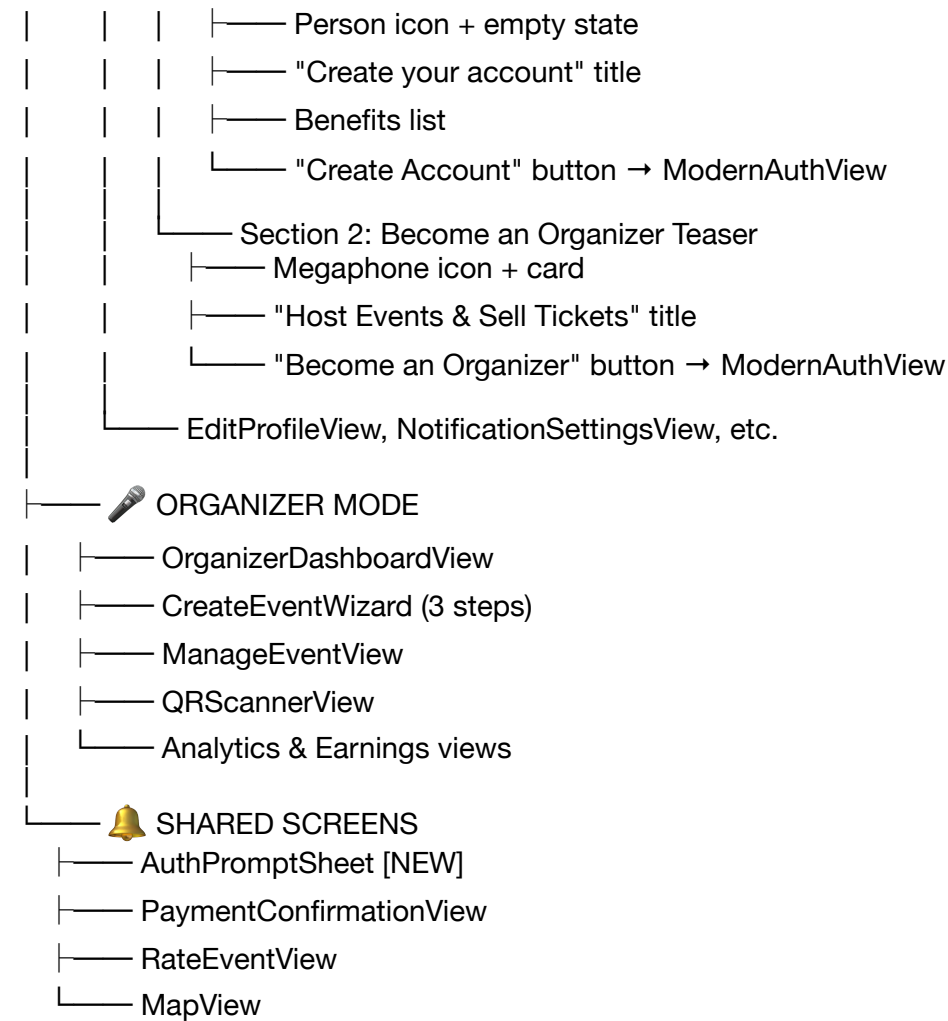 │ │ │ ├── Person icon + empty state
│ │ │ ├── "Create your account" title
│ │ │ ├── Benefits list
│ │ │ └── "Create Account" button → ModernAuthView
│ │ │
│ │ └── Section 2: Become an Organizer Teaser
│ │ ├── Megaphone icon + card
│ │ ├── "Host Events & Sell Tickets" title
│ │ └── "Become an Organizer" button → ModernAuthView
│ │
│ └── EditProfileView, NotificationSettingsView, etc.
│
├── 🎤 ORGANIZER MODE
│ ├── OrganizerDashboardView
│ ├── CreateEventWizard (3 steps)
│ ├── ManageEventView
│ ├── QRScannerView
│ └── Analytics & Earnings views
│
└── 🔔 SHARED SCREENS
├── AuthPromptSheet [NEW]
├── PaymentConfirmationView
├── RateEventView
└── MapView